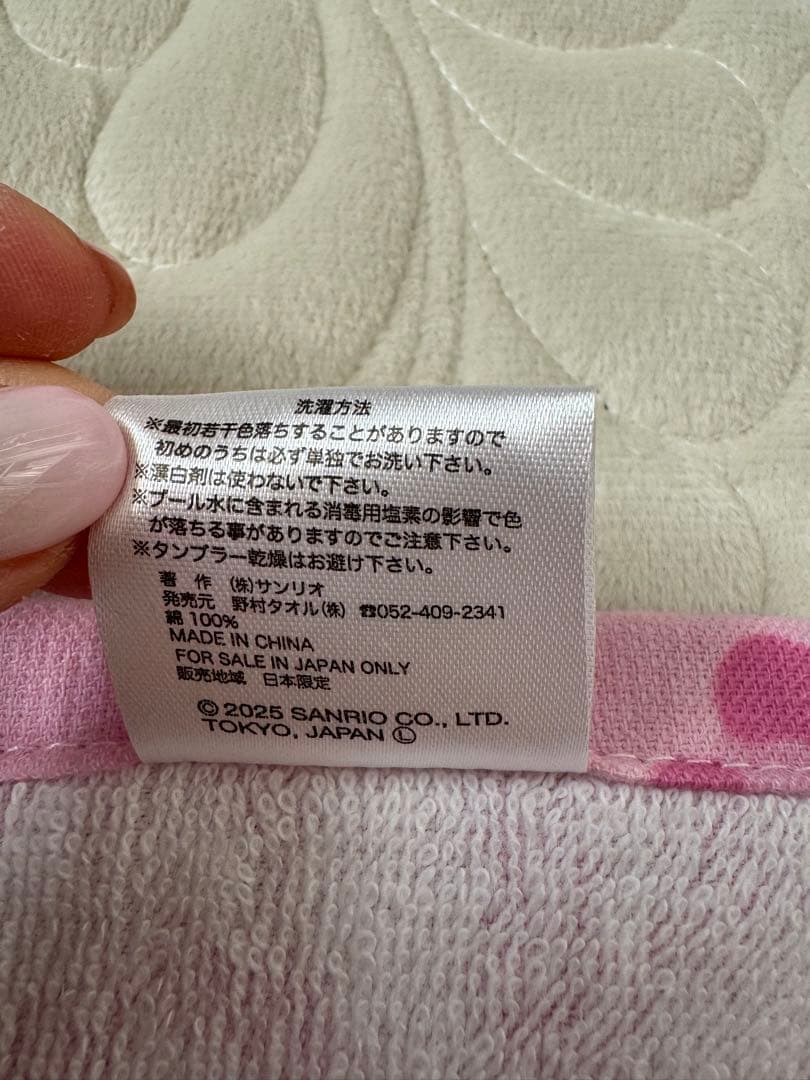 洗濯方法
※最初若干色落ちすることがありますので
初めのうちは必ず単独でお洗い下さい。
※漂白剤は使わないで下さい。
※プール水に含まれる消毒用塩素の影響で色
が落ちる事がありますのでご注意下さい。
※タンブラー乾燥はお避け下さい。
著 作 (株)サンリオ
発売元 野村タオル(株) ☎052-409-2341
綿 100%
MADE IN CHINA
FOR SALE IN JAPAN ONLY
販売地域 日本限定
© 2025 SANRIO CO., LTD.
TOKYO, JAPAN Ⓛ